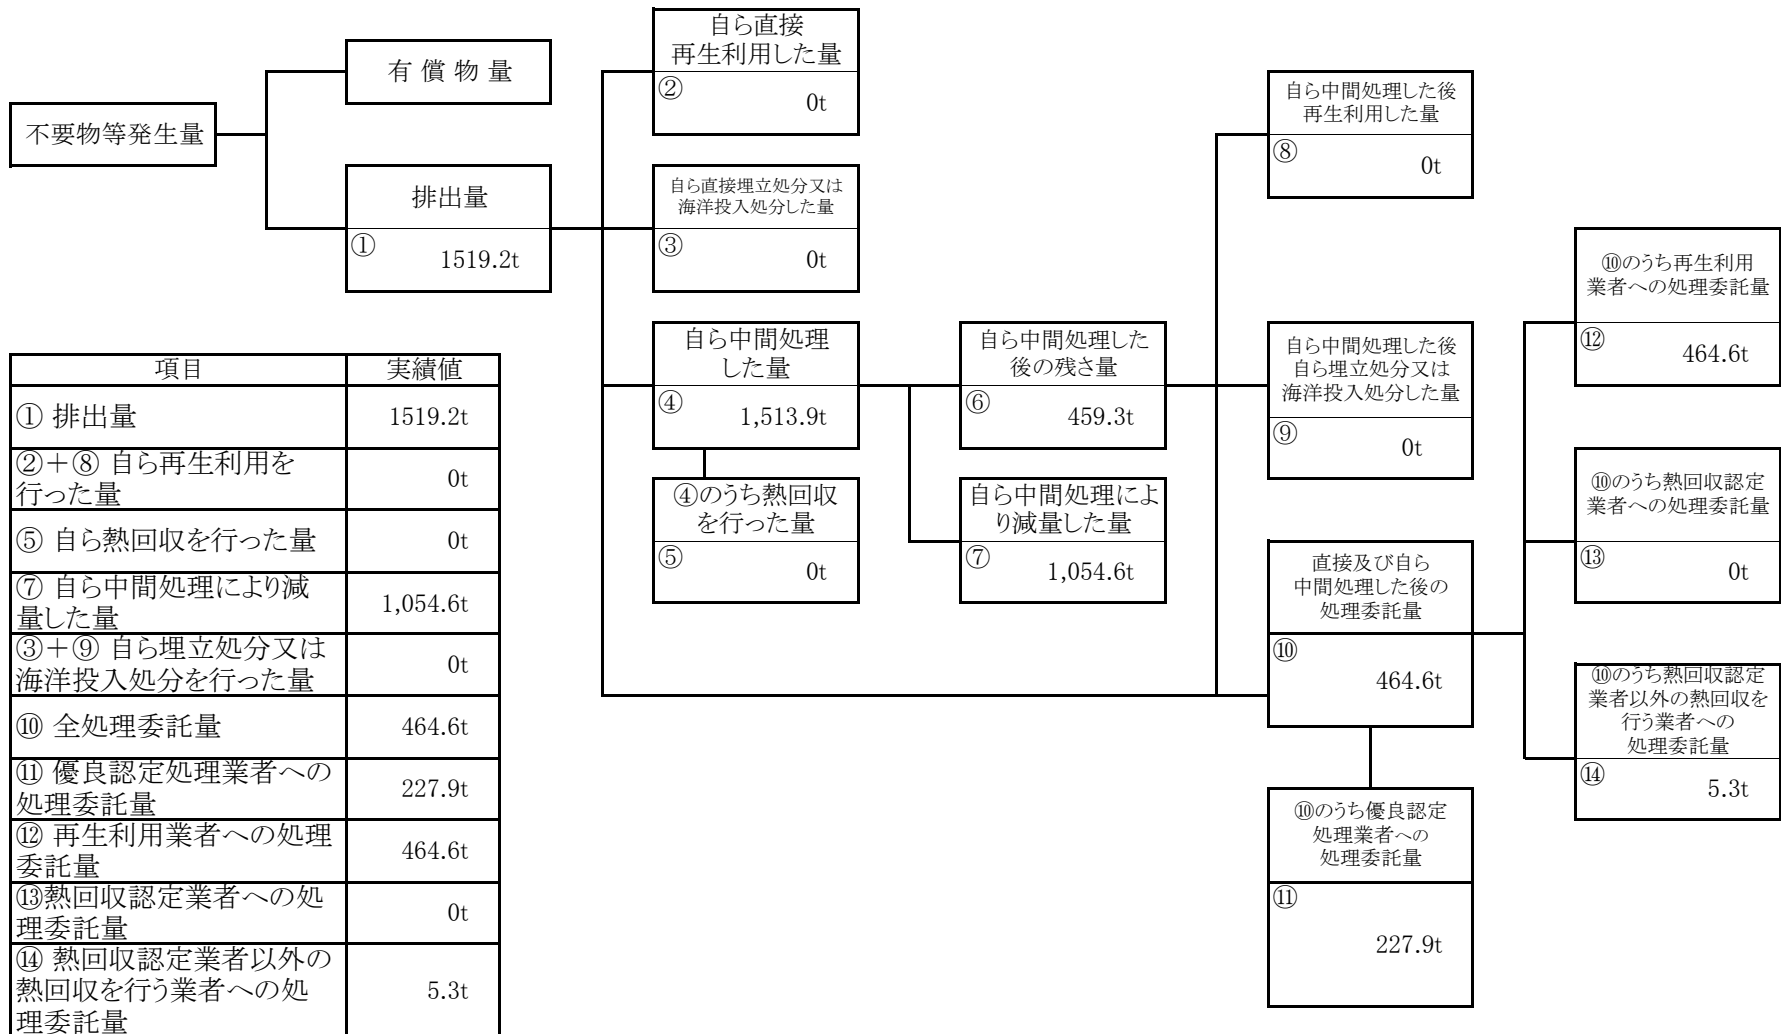 不要物等発生量
有 償 物 量
排出量
①
1519.2t
自ら直接
再生利用した量
②
0t
自ら直接埋立処分又は
海洋投入処分した量
③
0t
自ら中間処理
した量
④
1,513.9t
④のうち熱回収
を行った量
⑤
0t
自ら中間処理した
後の残さ量
⑥
459.3t
自ら中間処理によ
り減量した量
⑦
1,054.6t
自ら中間処理した後
再生利用した量
⑧
0t
自ら中間処理した後
自ら埋立処分又は
海洋投入処分した量
⑨
0t
直接及び自ら
中間処理した後の
処理委託量
⑩
464.6t
⑩のうち優良認定
処理業者への
処理委託量
⑪
227.9t
⑩のうち再生利用
業者への処理委託量
⑫
464.6t
⑩のうち熱回収認定
業者への処理委託量
⑬
0t
⑩のうち熱回収認定
業者以外の熱回収を
行う業者への
処理委託量
⑭
5.3t
項目 実績値
① 排出量 1519.2t
②＋⑧ 自ら再生利用を
行った量 0t
⑤ 自ら熱回収を行った量 0t
⑦ 自ら中間処理により減
量した量 1,054.6t
③＋⑨ 自ら埋立処分又は
海洋投入処分を行った量 0t
⑩ 全処理委託量 464.6t
⑪ 優良認定処理業者への
処理委託量 227.9t
⑫ 再生利用業者への処理
委託量 464.6t
⑬熱回収認定業者への処
理委託量 0t
⑭ 熱回収認定業者以外の
熱回収を行う業者への処
理委託量 5.3t